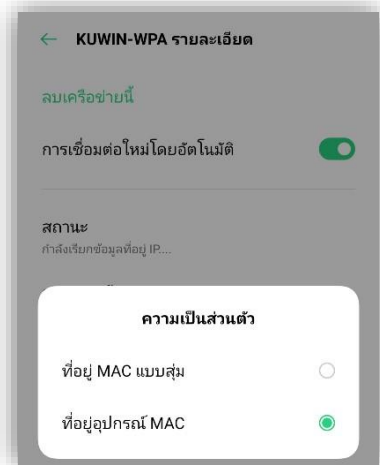 ← KUWIN-WPA รายละเอียด
ลบเครือข่ายนี้
การเชื่อมต่อใหม่โดยอัตโนมัติ
สถานะ
กำลังเรียกข้อมูลที่อยู่ IP....
ความเป็นส่วนตัว
ที่อยู่ MAC แบบสุ่ม
ที่อยู่อุปกรณ์ MAC